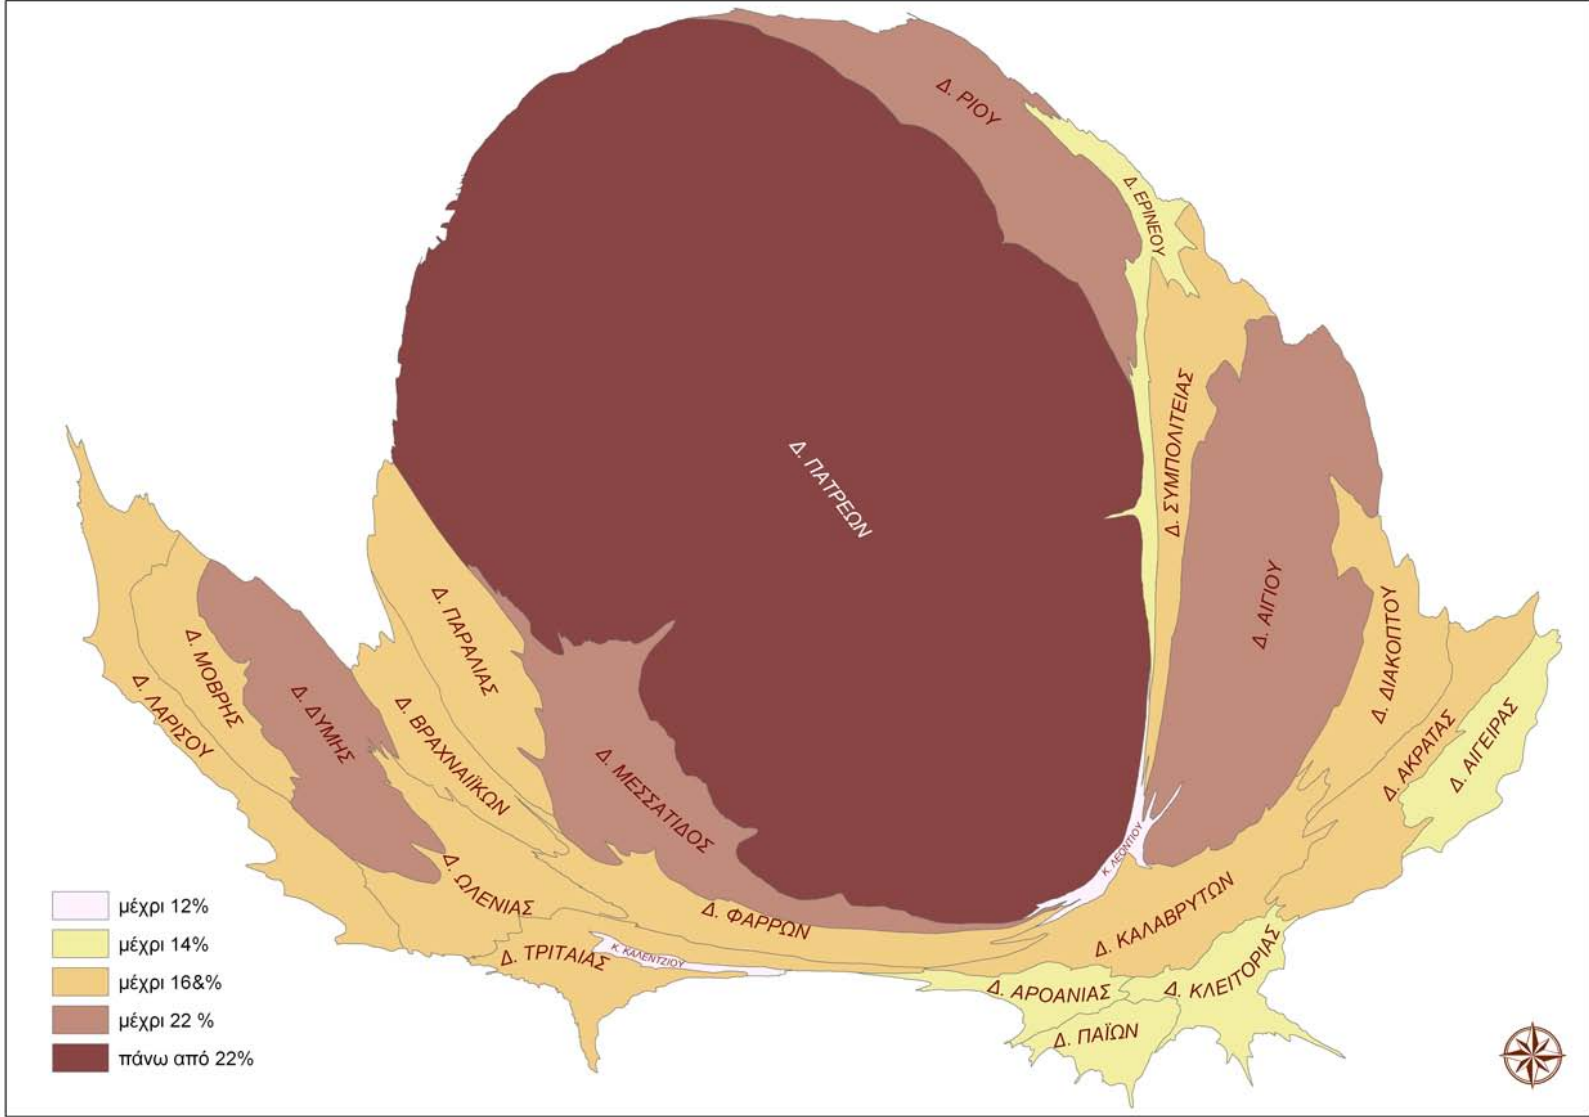 Δ. ΡΙΟΥ
Δ. ΕΡΙΝΕΟΥ
Δ. ΣΥΜΠΟΛΙΤΕΙΑΣ
Δ. ΠΑΤΡΕΩΝ
Δ. ΑΙΓΙΟΥ
Δ. ΠΑΡΑΛΙΑΣ
Δ. ΔΙΑΚΟΠΤΟΥ
Δ. ΜΟΒΡΗΣ
Δ. ΛΑΡΙΣΟΥ
Δ. ΔΥΜΗΣ
Δ. ΒΡΑΧΝΑΙΪΚΩΝ
Δ. ΜΕΣΣΑΤΙΔΟΣ
Δ. ΑΚΡΑΤΑΣ
Δ. ΑΙΓΕΙΡΑΣ
Κ. ΛΕΟΝΤΙΟΥ
Δ. ΩΛΕΝΙΑΣ
Δ. ΦΑΡΡΩΝ
Δ. ΚΑΛΑΒΡΥΤΩΝ
Δ. ΤΡΙΤΑΙΑΣ
Κ. ΚΑΛΕΝΤΖΙΟΥ
Δ. ΑΡΟΑΝΙΑΣ
Δ. ΚΛΕΙΤΟΡΙΑΣ
Δ. ΠΑΪΩΝ
μέχρι 12%
μέχρι 14%
μέχρι 16&%
μέχρι 22 %
πάνω από 22%